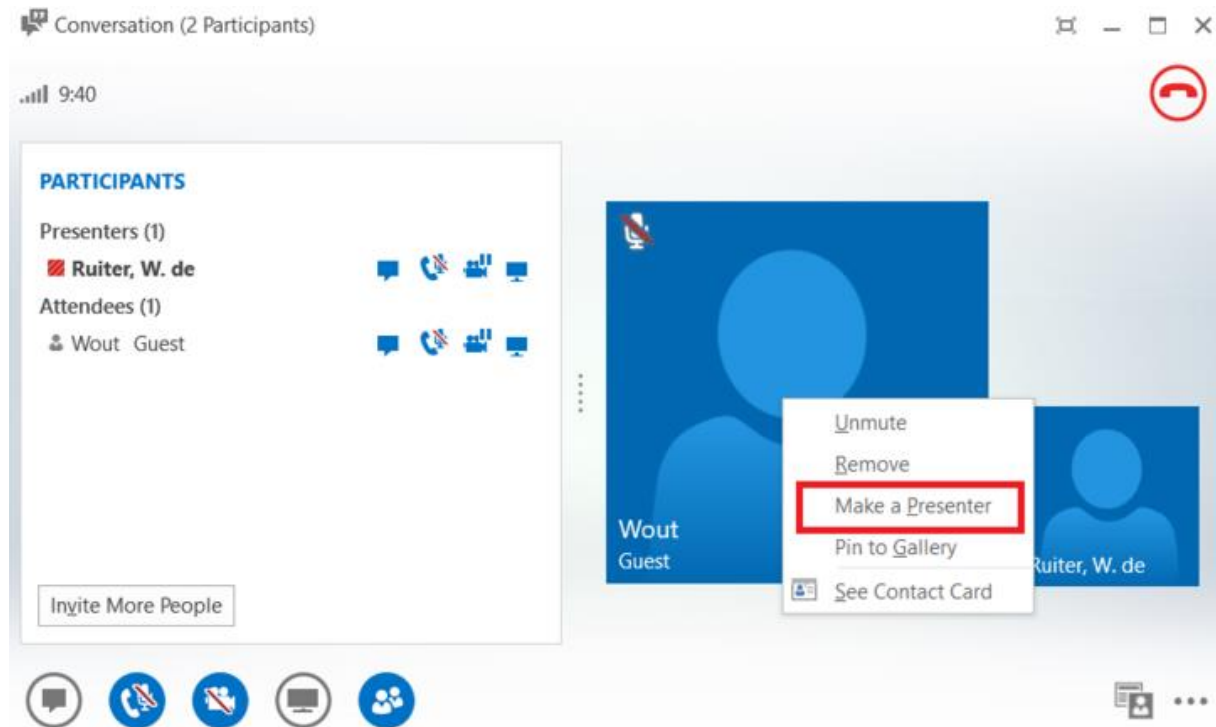 Conversation (2 Participants)
9:40
PARTICIPANTS
Presenters (1)
Ruiter, W. de
Attendees (1)
Wout Guest
Invite More People
Wout
Guest
Unmute
Remove
Make a Presenter
Pin to Gallery
See Contact Card
Ruiter, W. de